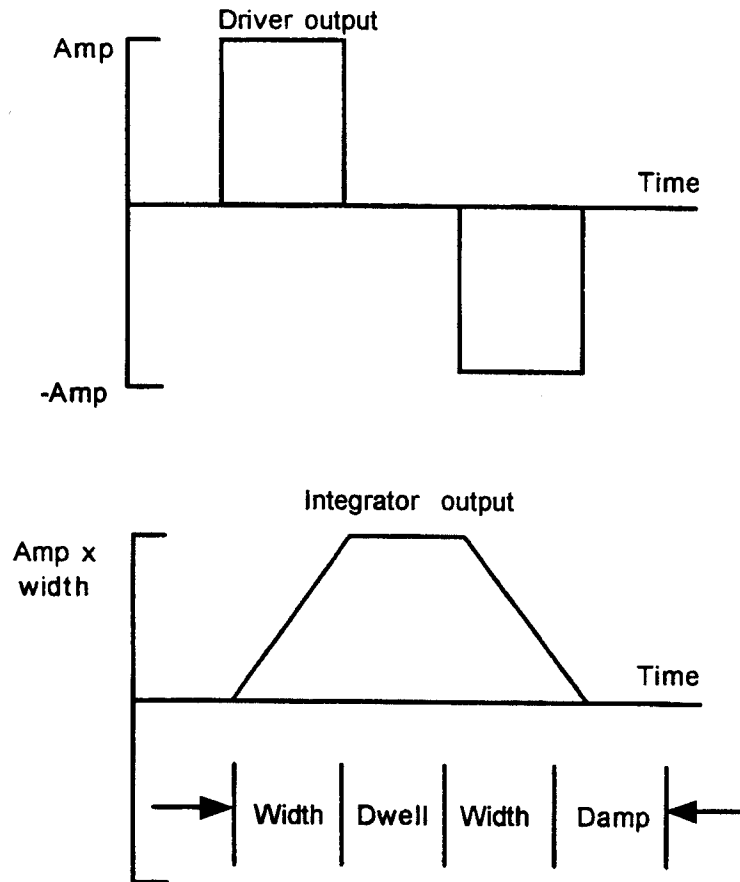 Driver output
Amp
Time
-Amp
Integrator output
Amp x
width
Time
Width Dwell Width Damp